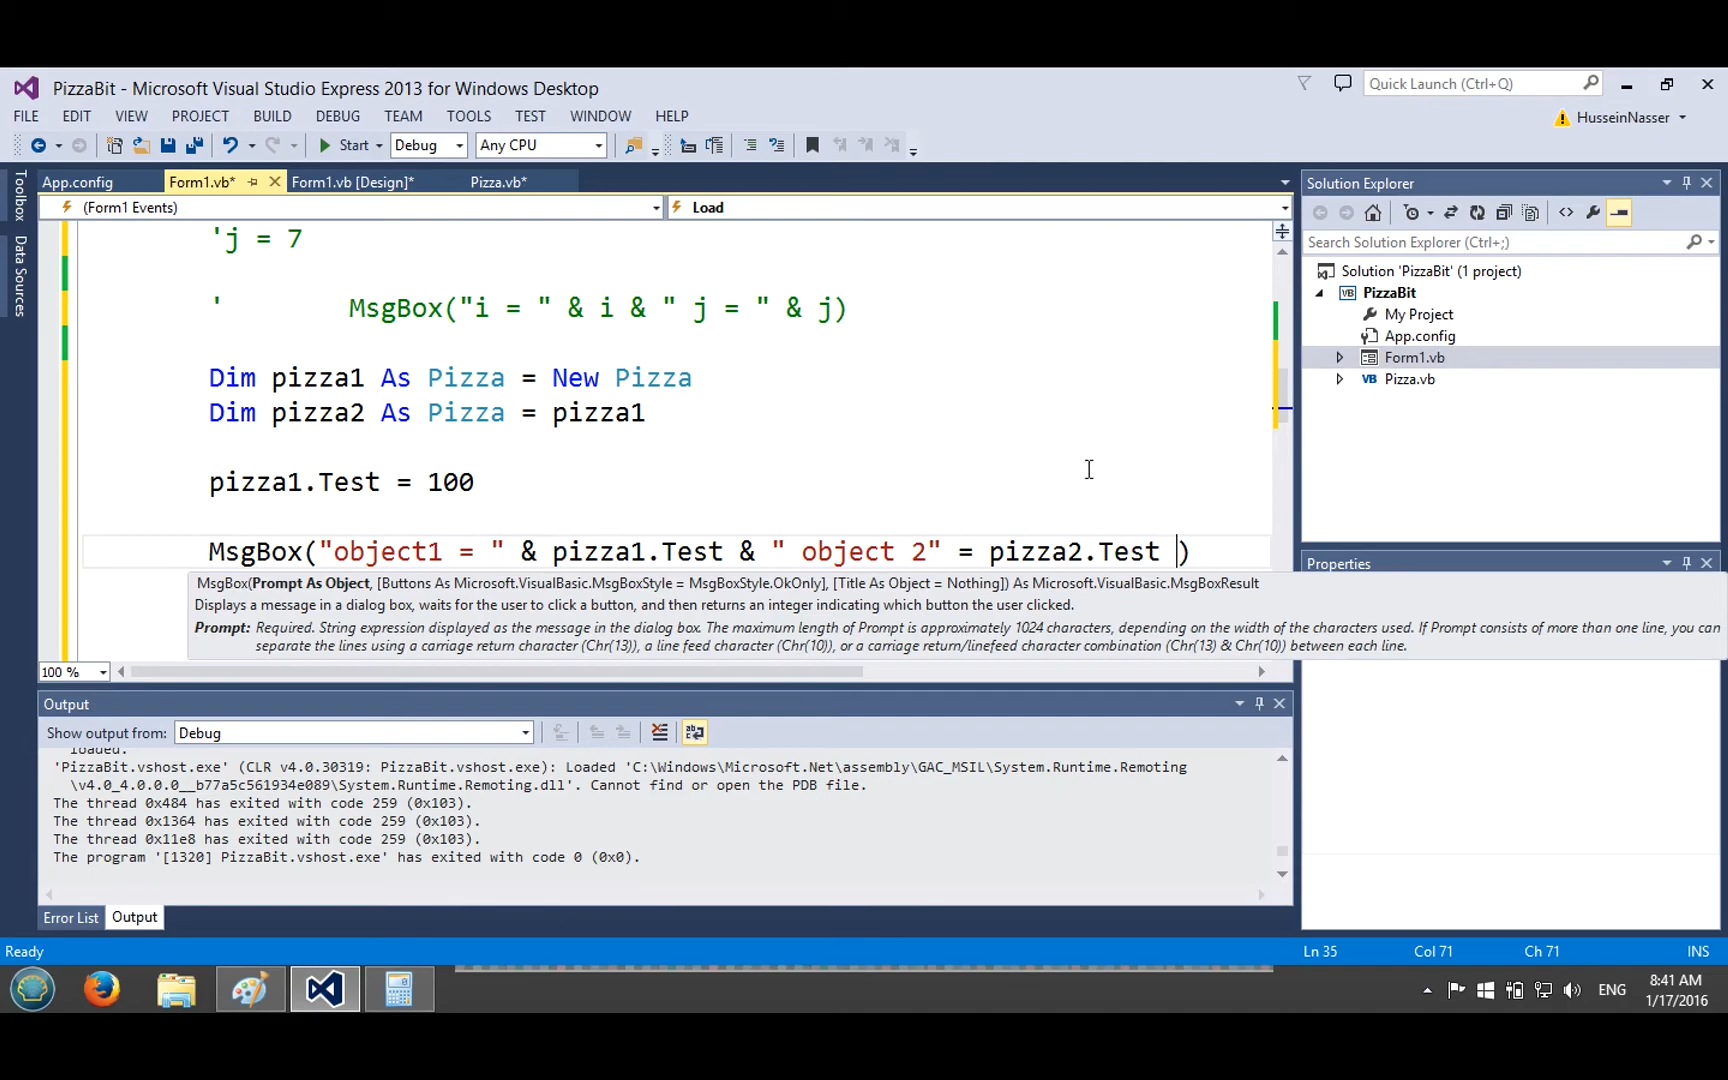 PizzaBit - Microsoft Visual Studio Express 2013 for Windows Desktop
Quick Launch (Ctrl+Q)
FILE EDIT VIEW PROJECT BUILD DEBUG TEAM TOOLS TEST WINDOW HELP
HusseinNasser
Start Debug Any CPU
Toolbox
Data Sources
App.config Form1.vb* Form1.vb [Design]* Pizza.vb*
(Form1 Events) Load
'j = 7
' MsgBox("i = " & i & " j = " & j)
Dim pizza1 As Pizza = New Pizza
Dim pizza2 As Pizza = pizza1
pizza1.Test = 100
MsgBox("object1 = " & pizza1.Test & " object 2" = pizza2.Test )
MsgBox(Prompt As Object, [Buttons As Microsoft.VisualBasic.MsgBoxStyle = MsgBoxStyle.OkOnly], [Title As Object = Nothing]) As Microsoft.VisualBasic.MsgBoxResult
Displays a message in a dialog box, waits for the user to click a button, and then returns an integer indicating which button the user clicked.
Prompt: Required. String expression displayed as the message in the dialog box. The maximum length of Prompt is approximately 1024 characters, depending on the width of the characters used. If Prompt consists of more than one line, you can
separate the lines using a carriage return character (Chr(13)), a line feed character (Chr(10)), or a carriage return/linefeed character combination (Chr(13) & Chr(10)) between each line.
100 %
Solution Explorer
Search Solution Explorer (Ctrl+;)
Solution 'PizzaBit' (1 project)
VB PizzaBit
My Project
App.config
Form1.vb
VB Pizza.vb
Properties
Output
Show output from: Debug
loaded.
'PizzaBit.vshost.exe' (CLR v4.0.30319: PizzaBit.vshost.exe): Loaded 'C:\Windows\Microsoft.Net\assembly\GAC_MSIL\System.Runtime.Remoting
\v4.0_4.0.0.0__b77a5c561934e089\System.Runtime.Remoting.dll'. Cannot find or open the PDB file.
The thread 0x484 has exited with code 259 (0x103).
The thread 0x1364 has exited with code 259 (0x103).
The thread 0x11e8 has exited with code 259 (0x103).
The program '[1320] PizzaBit.vshost.exe' has exited with code 0 (0x0).
Error List Output
Ready Ln 35 Col 71 Ch 71 INS
ENG
8:41 AM
1/17/2016